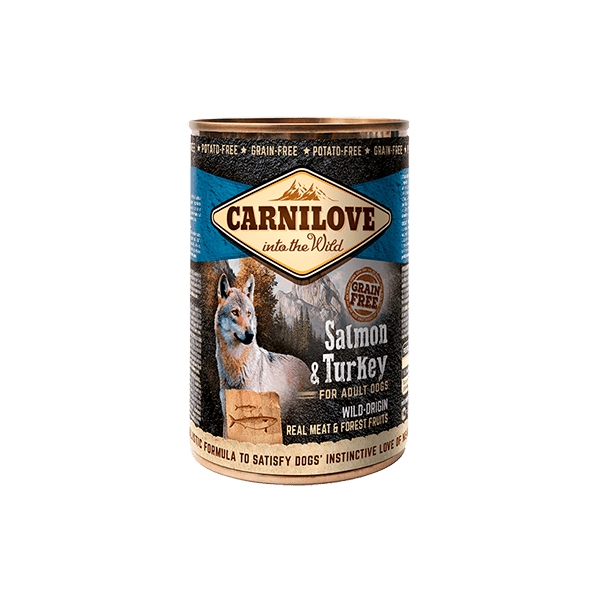 ★ POTATO-FREE ★ GRAIN-FREE ★ POTATO-FREE ★ GRAIN-FREE
CARNILOVE
into the Wild
GRAIN
FREE
Salmon
& Turkey
FOR ADULT DOGS
WILD-ORIGIN
REAL MEAT & FOREST FRUITS
FORMULA TO SATISFY DOGS' INSTINCTIVE LOVE OF